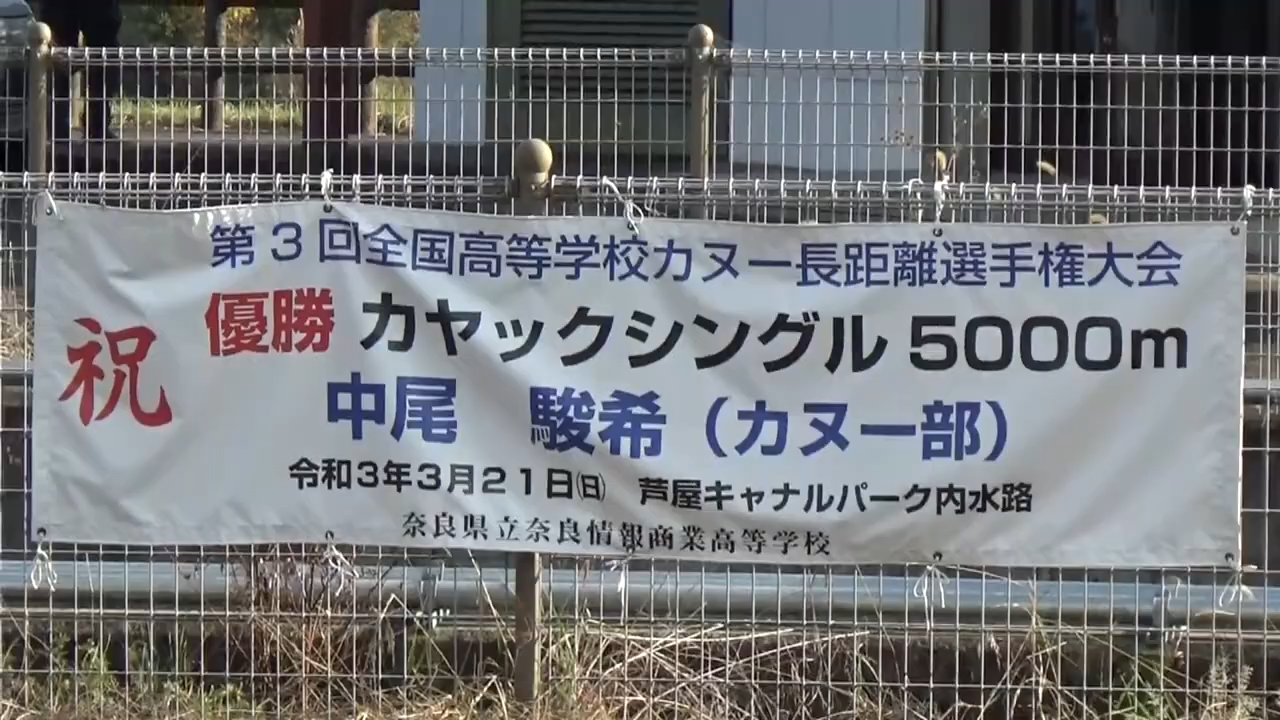 祝
第3回全国高等学校カヌー長距離選手権大会
優勝 カヤックシングル 5000m
中尾 駿希（カヌー部）
令和3年3月21日㈰ 芦屋キャナルパーク内水路
奈良県立奈良情報商業高等学校